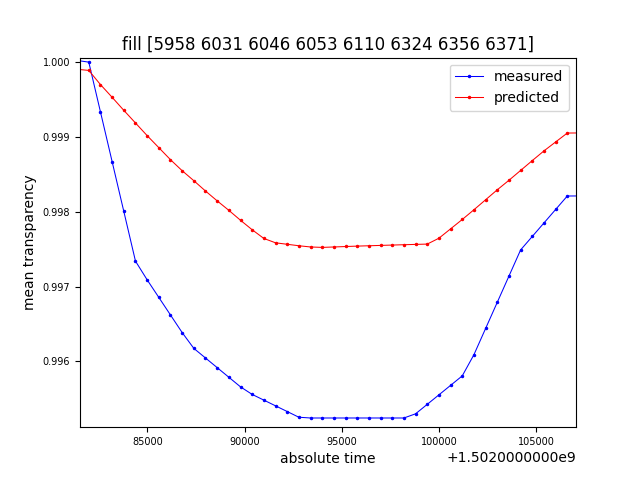 fill [5958 6031 6046 6053 6110 6324 6356 6371]
measured
predicted
1.000
0.999
0.998
0.997
0.996
mean transparency
85000 90000 95000 100000 105000
absolute time
+1.5020000000e9